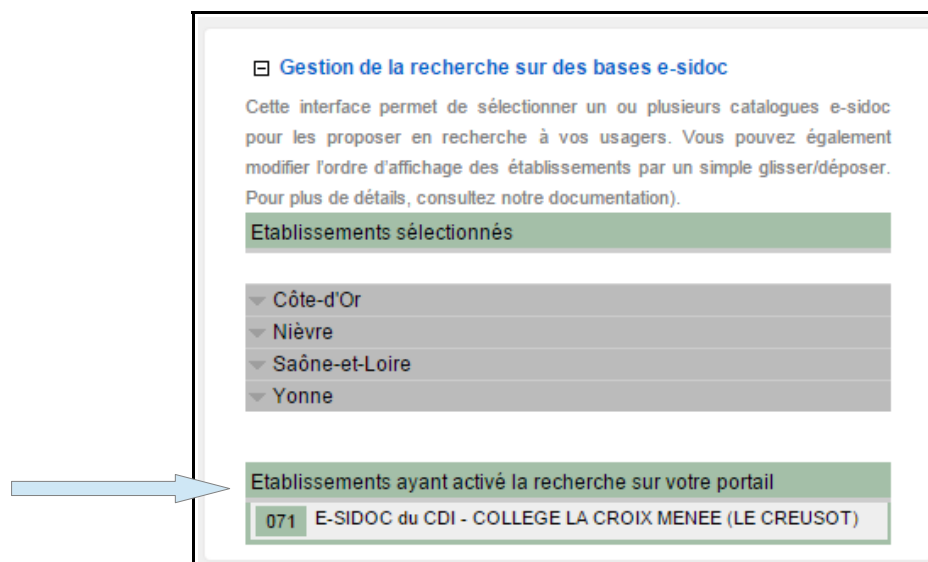 Gestion de la recherche sur des bases e-sidoc
Cette interface permet de sélectionner un ou plusieurs catalogues e-sidoc
pour les proposer en recherche à vos usagers. Vous pouvez également
modifier l'ordre d'affichage des établissements par un simple glisser/déposer.
Pour plus de détails, consultez notre documentation).
Etablissements sélectionnés
Côte-d'Or
Nièvre
Saône-et-Loire
Yonne
Etablissements ayant activé la recherche sur votre portail
071 E-SIDOC du CDI - COLLEGE LA CROIX MENEE (LE CREUSOT)